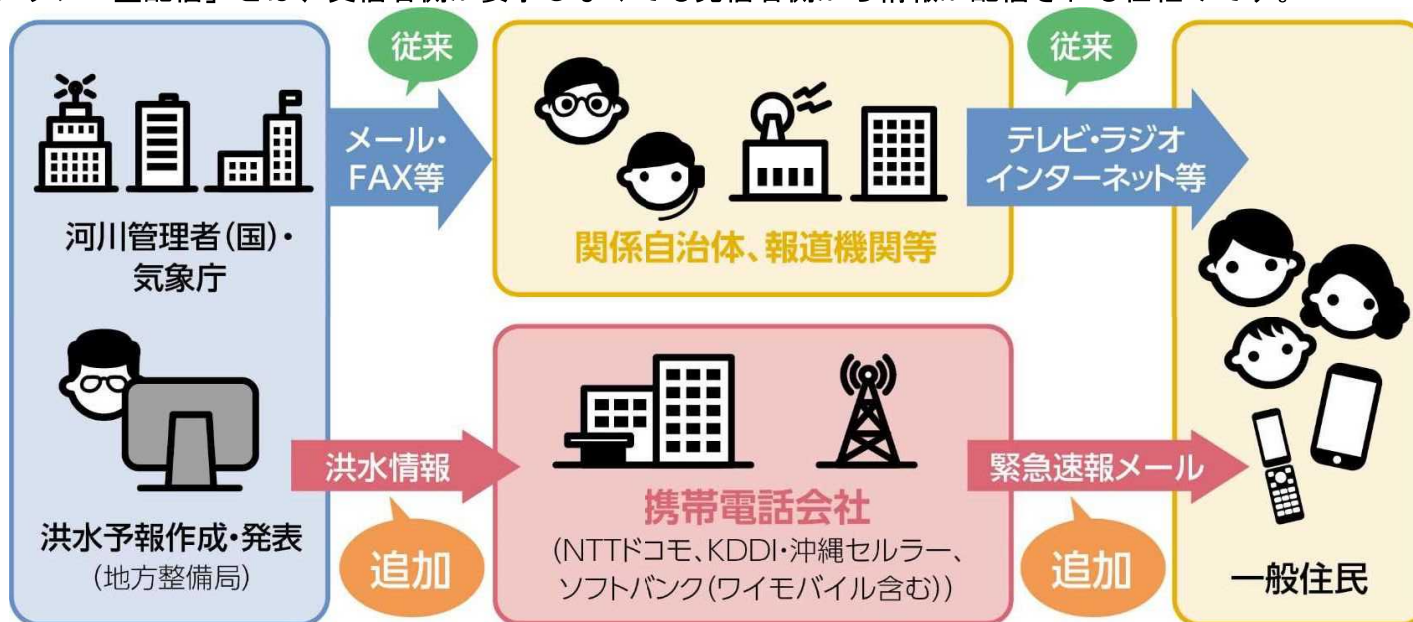 従来
従来
メール・
FAX等
テレビ・ラジオ
インターネット等
河川管理者(国)・
気象庁
関係自治体、報道機関等
洪水情報
緊急速報メール
携帯電話会社
(NTTドコモ、KDDI・沖縄セルラー、
ソフトバンク(ワイモバイル含む))
洪水予報作成・発表
(地方整備局)
追加
追加
一般住民